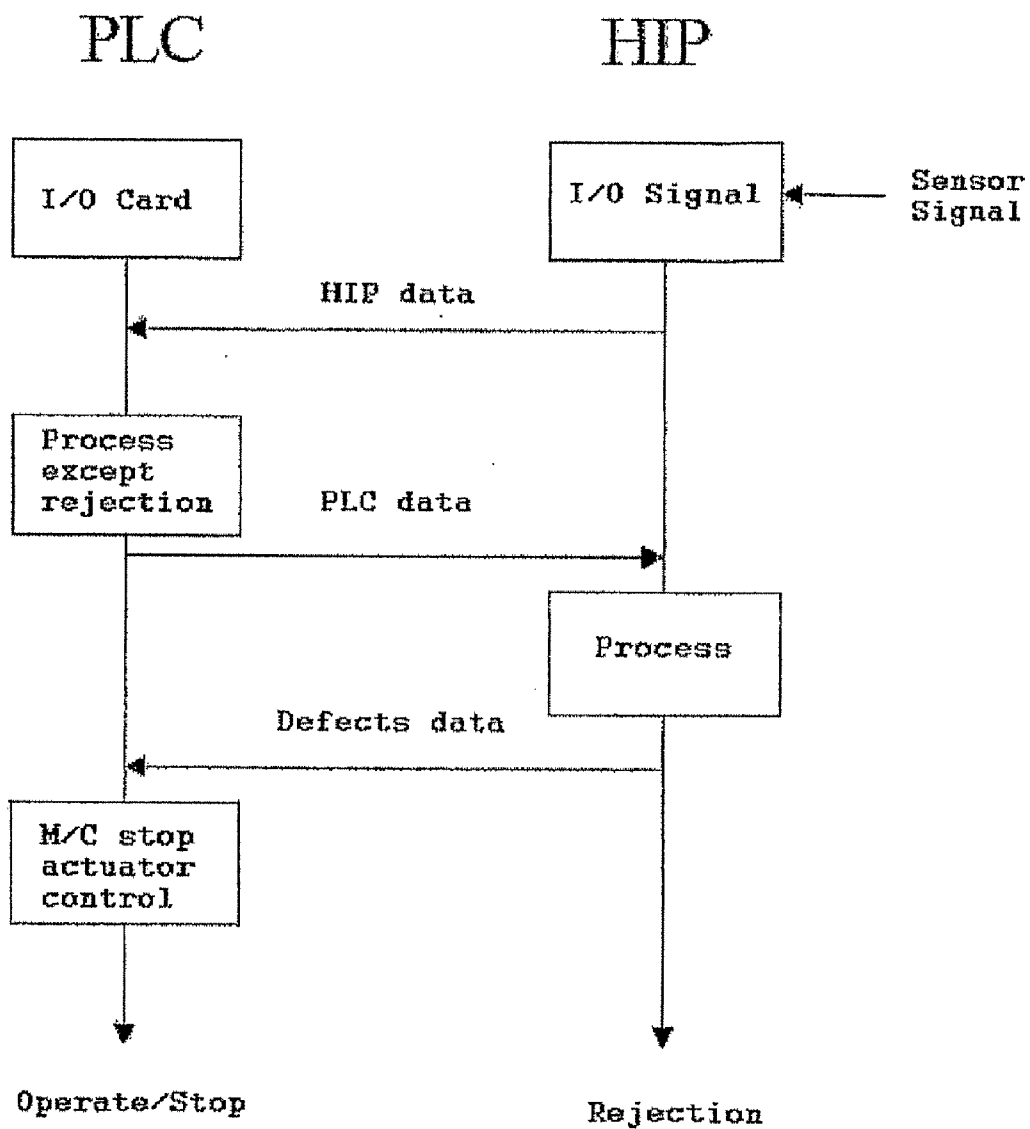 PLC
HIP
I/O Card
I/O Signal
Sensor
Signal
HIP data
Process
except
rejection
PLC data
Process
Defects data
M/C stop
actuator
control
Operate/Stop
Rejection